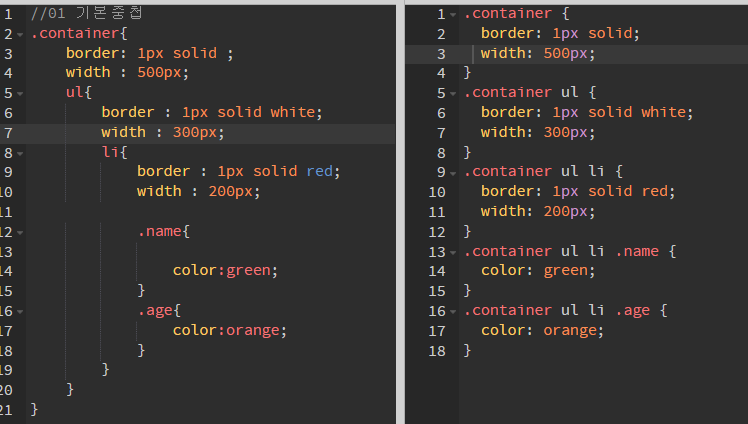 1 //01 기본중첩
2 .container{
3 border: 1px solid ;
4 width : 500px;
5 ul{
6 border : 1px solid white;
7 width : 300px;
8 li{
9 border : 1px solid red;
10 width : 200px;
11
12 .name{
13
14 color:green;
15 }
16 .age{
17 color:orange;
18 }
19 }
20 }
21 }
1 .container {
2 border: 1px solid;
3 width: 500px;
4 }
5 .container ul {
6 border: 1px solid white;
7 width: 300px;
8 }
9 .container ul li {
10 border: 1px solid red;
11 width: 200px;
12 }
13 .container ul li .name {
14 color: green;
15 }
16 .container ul li .age {
17 color: orange;
18 }